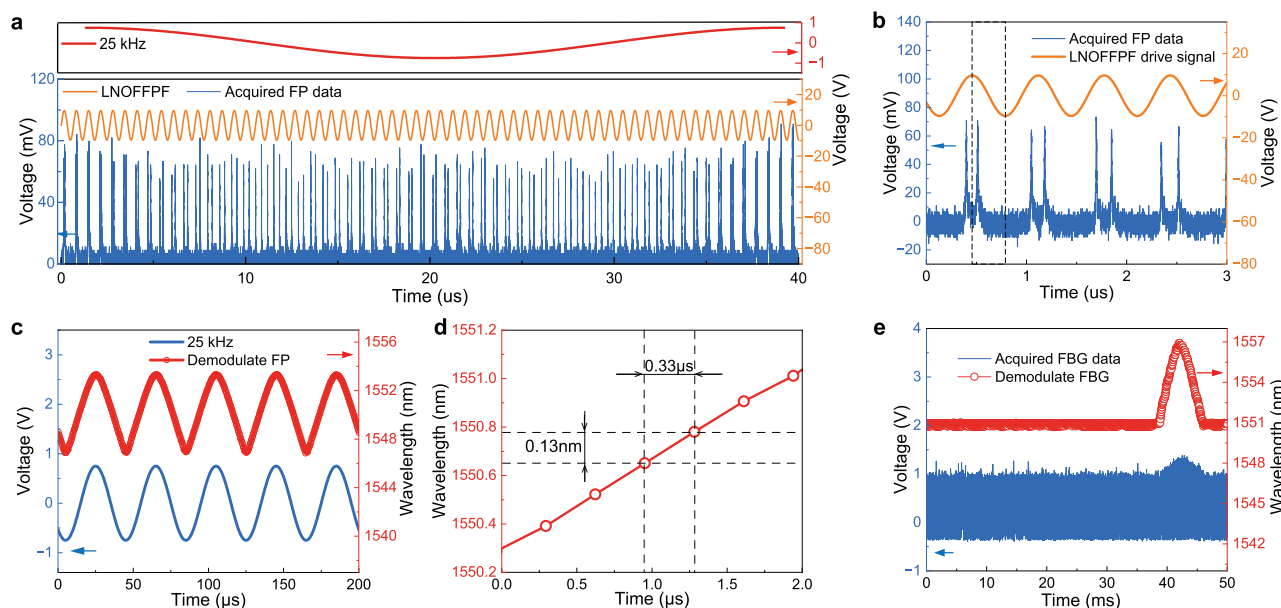 a
25 kHz
1
0
−1
LNOFFPF
Acquired FP data
120
80
40
0
Voltage (mV)
20
0
−20
−40
−60
−80
Voltage (V)
0
10
20
30
40
Time (us)
b
Acquired FP data
LNOFFPF drive signal
140
120
100
80
60
40
20
0
−20
Voltage (mV)
20
0
−20
−40
−60
−80
Voltage (V)
0
1
2
3
Time (us)
c
25 kHz
Demodulate FP
3
2
1
0
−1
Voltage (V)
1556
1554
1552
1550
1548
1546
1544
1542
1540
Wavelength (nm)
0
50
100
150
200
Time (µs)
d
1551.2
1551.0
1550.8
1550.6
1550.4
1550.2
Wavelength (nm)
0.33µs
0.13nm
0.0
0.5
1.0
1.5
2.0
Time (µs)
e
Acquired FBG data
Demodulate FBG
4
3
2
1
0
−1
Voltage (V)
1557
1554
1551
1548
1545
1542
Wavelength (nm)
0
10
20
30
40
50
Time (ms)